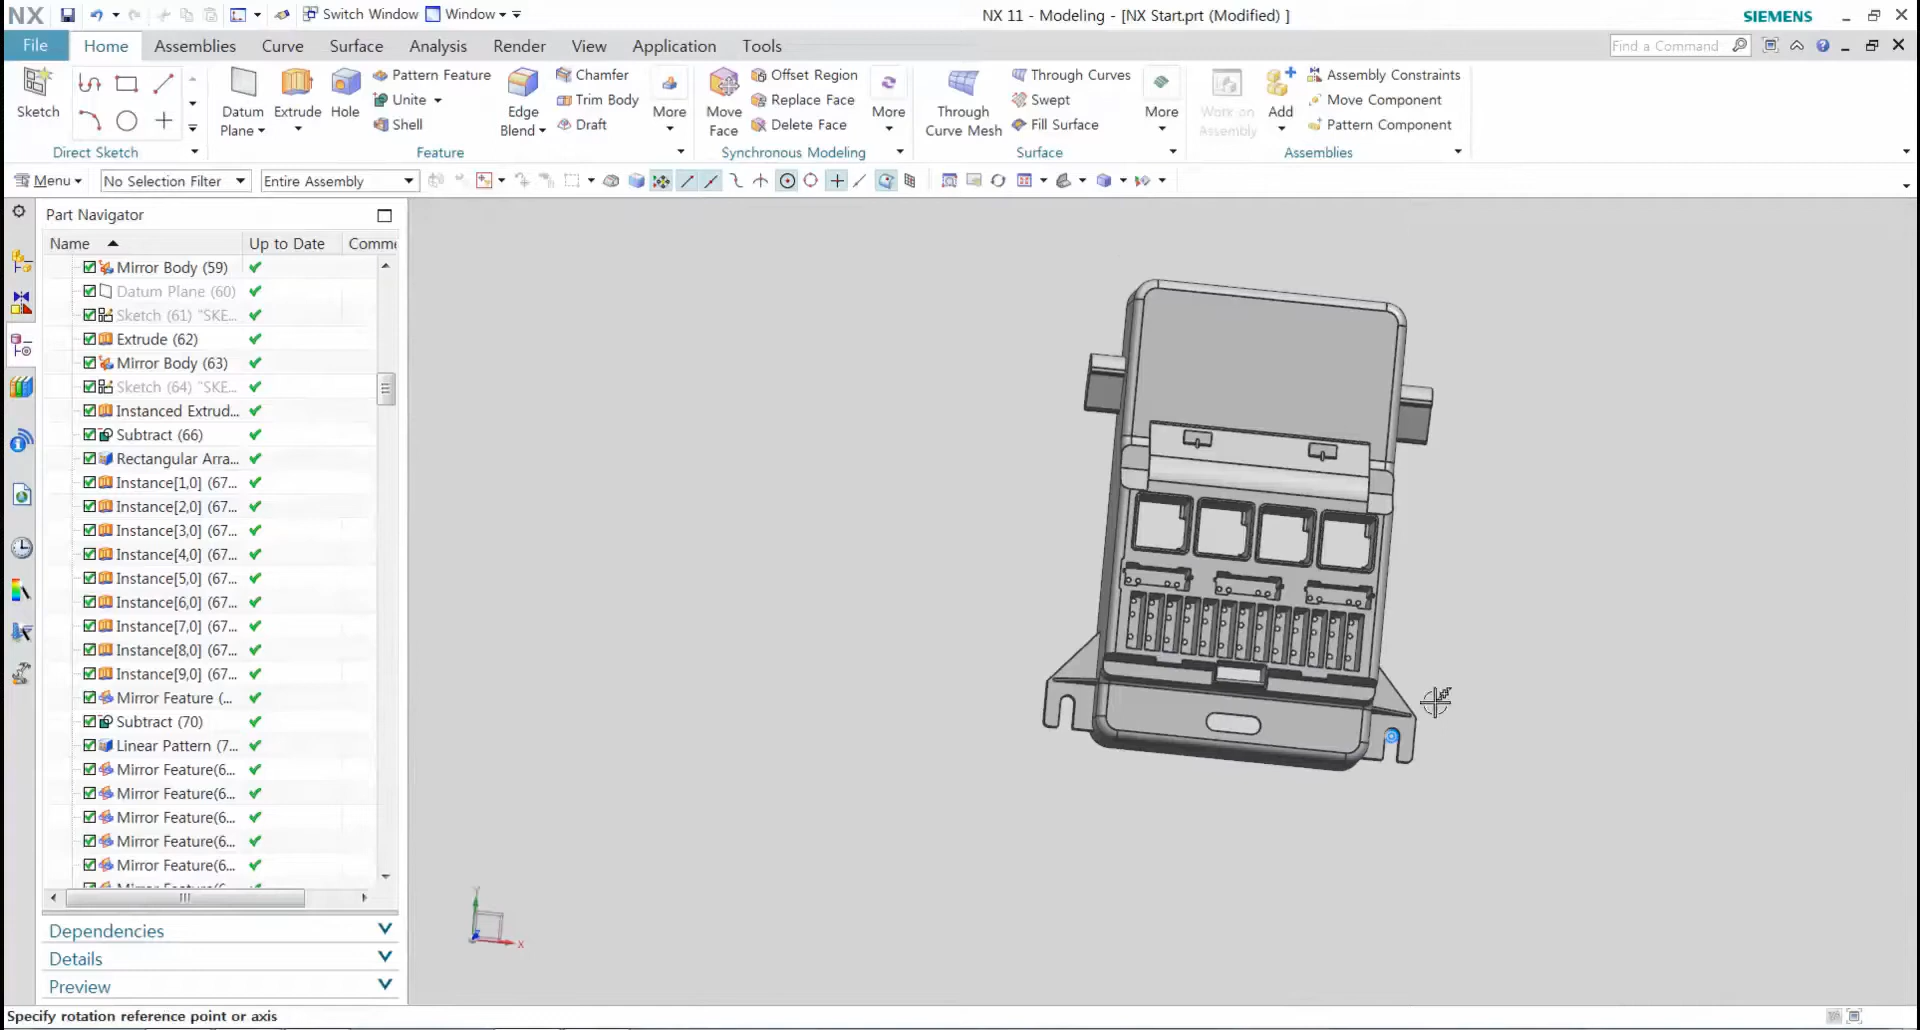 NX
Switch Window
Window
NX 11 - Modeling - [NX Start.prt (Modified) ]
SIEMENS
File
Home
Assemblies
Curve
Surface
Analysis
Render
View
Application
Tools
Find a Command
Sketch
Direct Sketch
Datum
Plane
Extrude
Hole
Pattern Feature
Unite
Shell
Edge
Blend
Chamfer
Trim Body
Draft
More
Feature
Move
Face
Offset Region
Replace Face
Delete Face
More
Synchronous Modeling
Through
Curve Mesh
Through Curves
Swept
Fill Surface
More
Surface
Work on
Assembly
Add
Assembly Constraints
Move Component
Pattern Component
Assemblies
Menu
No Selection Filter
Entire Assembly
Part Navigator
Name
Up to Date
Comme
Mirror Body (59)
Datum Plane (60)
Sketch (61) "SKE...
Extrude (62)
Mirror Body (63)
Sketch (64) "SKE...
Instanced Extrud...
Subtract (66)
Rectangular Arra...
Instance[1,0] (67...
Instance[2,0] (67...
Instance[3,0] (67...
Instance[4,0] (67...
Instance[5,0] (67...
Instance[6,0] (67...
Instance[7,0] (67...
Instance[8,0] (67...
Instance[9,0] (67...
Mirror Feature (...
Subtract (70)
Linear Pattern (7...
Mirror Feature(6...
Mirror Feature(6...
Mirror Feature(6...
Mirror Feature(6...
Mirror Feature(6...
Dependencies
Details
Preview
Y
X
Specify rotation reference point or axis